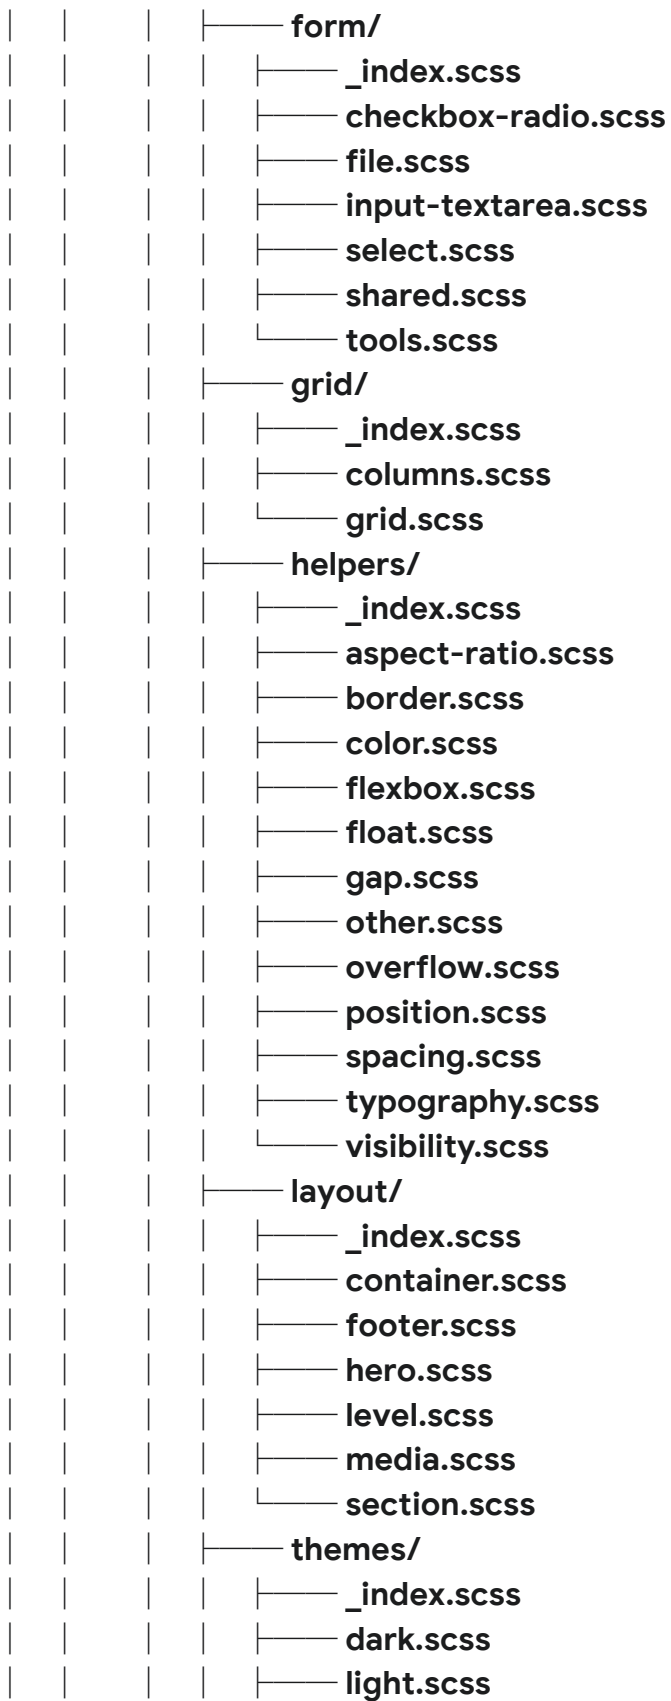 form/
_index.scss
checkbox-radio.scss
file.scss
input-textarea.scss
select.scss
shared.scss
tools.scss
grid/
_index.scss
columns.scss
grid.scss
helpers/
_index.scss
aspect-ratio.scss
border.scss
color.scss
flexbox.scss
float.scss
gap.scss
other.scss
overflow.scss
position.scss
spacing.scss
typography.scss
visibility.scss
layout/
_index.scss
container.scss
footer.scss
hero.scss
level.scss
media.scss
section.scss
themes/
_index.scss
dark.scss
light.scss